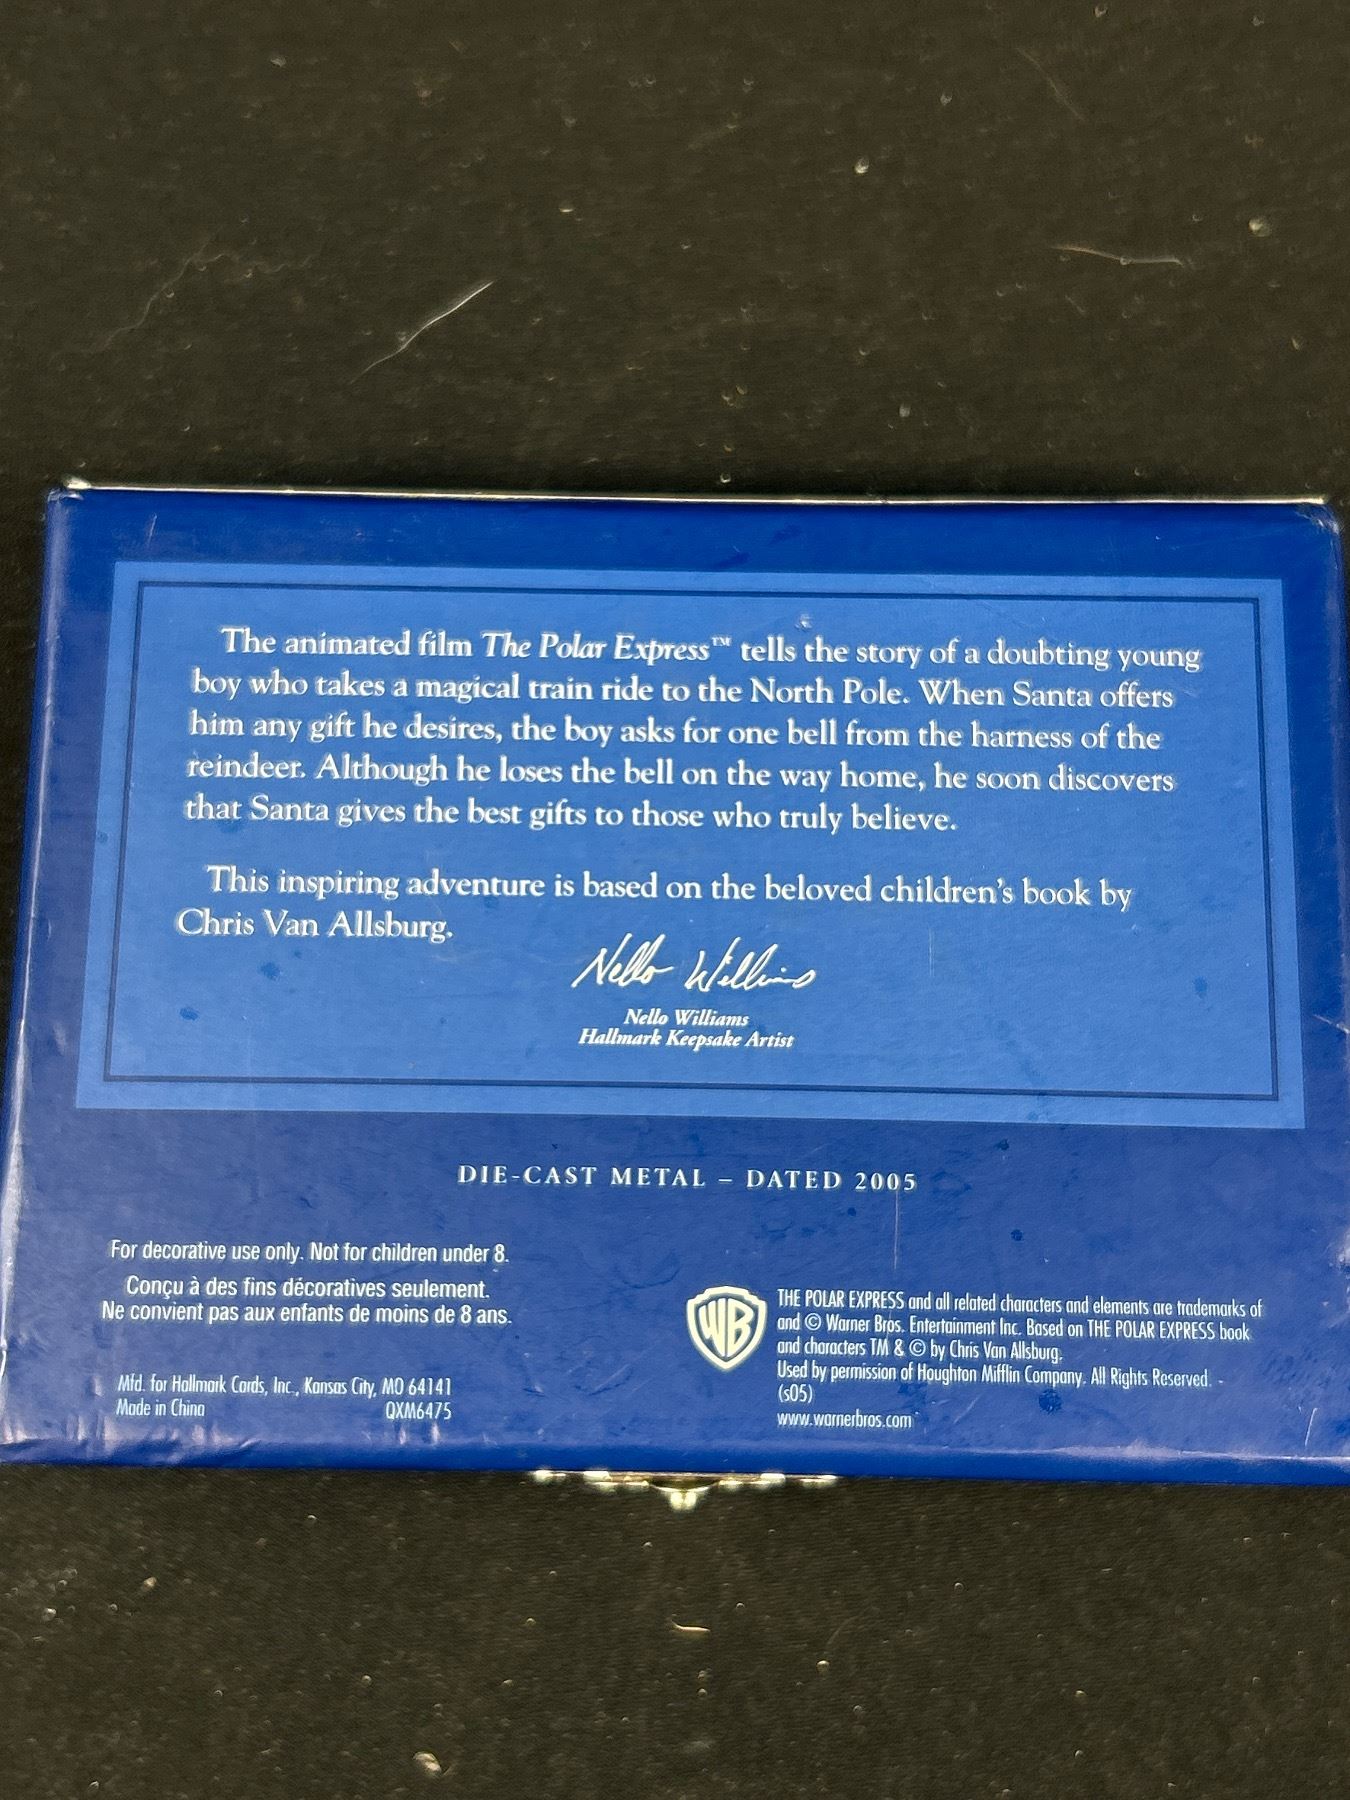 The animated film The Polar Express™ tells the story of a doubting young
boy who takes a magical train ride to the North Pole. When Santa offers
him any gift he desires, the boy asks for one bell from the harness of the
reindeer. Although he loses the bell on the way home, he soon discovers
that Santa gives the best gifts to those who truly believe.
This inspiring adventure is based on the beloved children's book by
Chris Van Allsburg.
Nello Williams
Nello Williams
Hallmark Keepsake Artist
DIE-CAST METAL – DATED 2005
For decorative use only. Not for children under 8.
Conçu à des fins décoratives seulement.
Ne convient pas aux enfants de moins de 8 ans.
Mfd. for Hallmark Cards, Inc., Kansas City, MO 64141
Made in China QXM6475
WB
THE POLAR EXPRESS and all related characters and elements are trademarks of
and © Warner Bros. Entertainment Inc. Based on THE POLAR EXPRESS book
and characters TM & © by Chris Van Allsburg.
Used by permission of Houghton Mifflin Company. All Rights Reserved.
(s05)
www.warnerbros.com